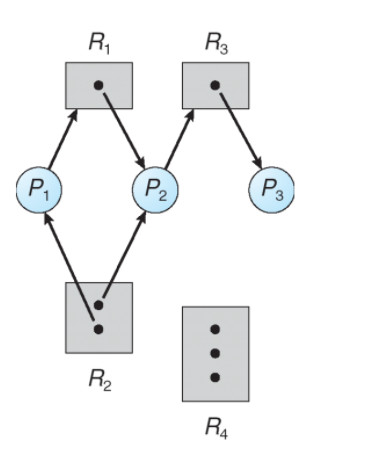 R₁ R₃
P₁ P₂ P₃
R₂
R₄